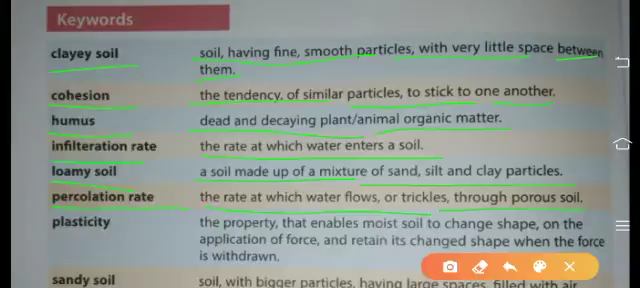 Keywords
clayey soil soil, having fine, smooth particles, with very little space between
them.
cohesion the tendency, of similar particles, to stick to one another.
humus dead and decaying plant/animal organic matter.
infilteration rate the rate at which water enters a soil.
loamy soil a soil made up of a mixture of sand, silt and clay particles.
percolation rate the rate at which water flows, or trickles, through porous soil.
plasticity the property, that enables moist soil to change shape, on the
application of force, and retain its changed shape when the force
is withdrawn.
sandy soil soil, with bigger particles, having large spaces, filled with air